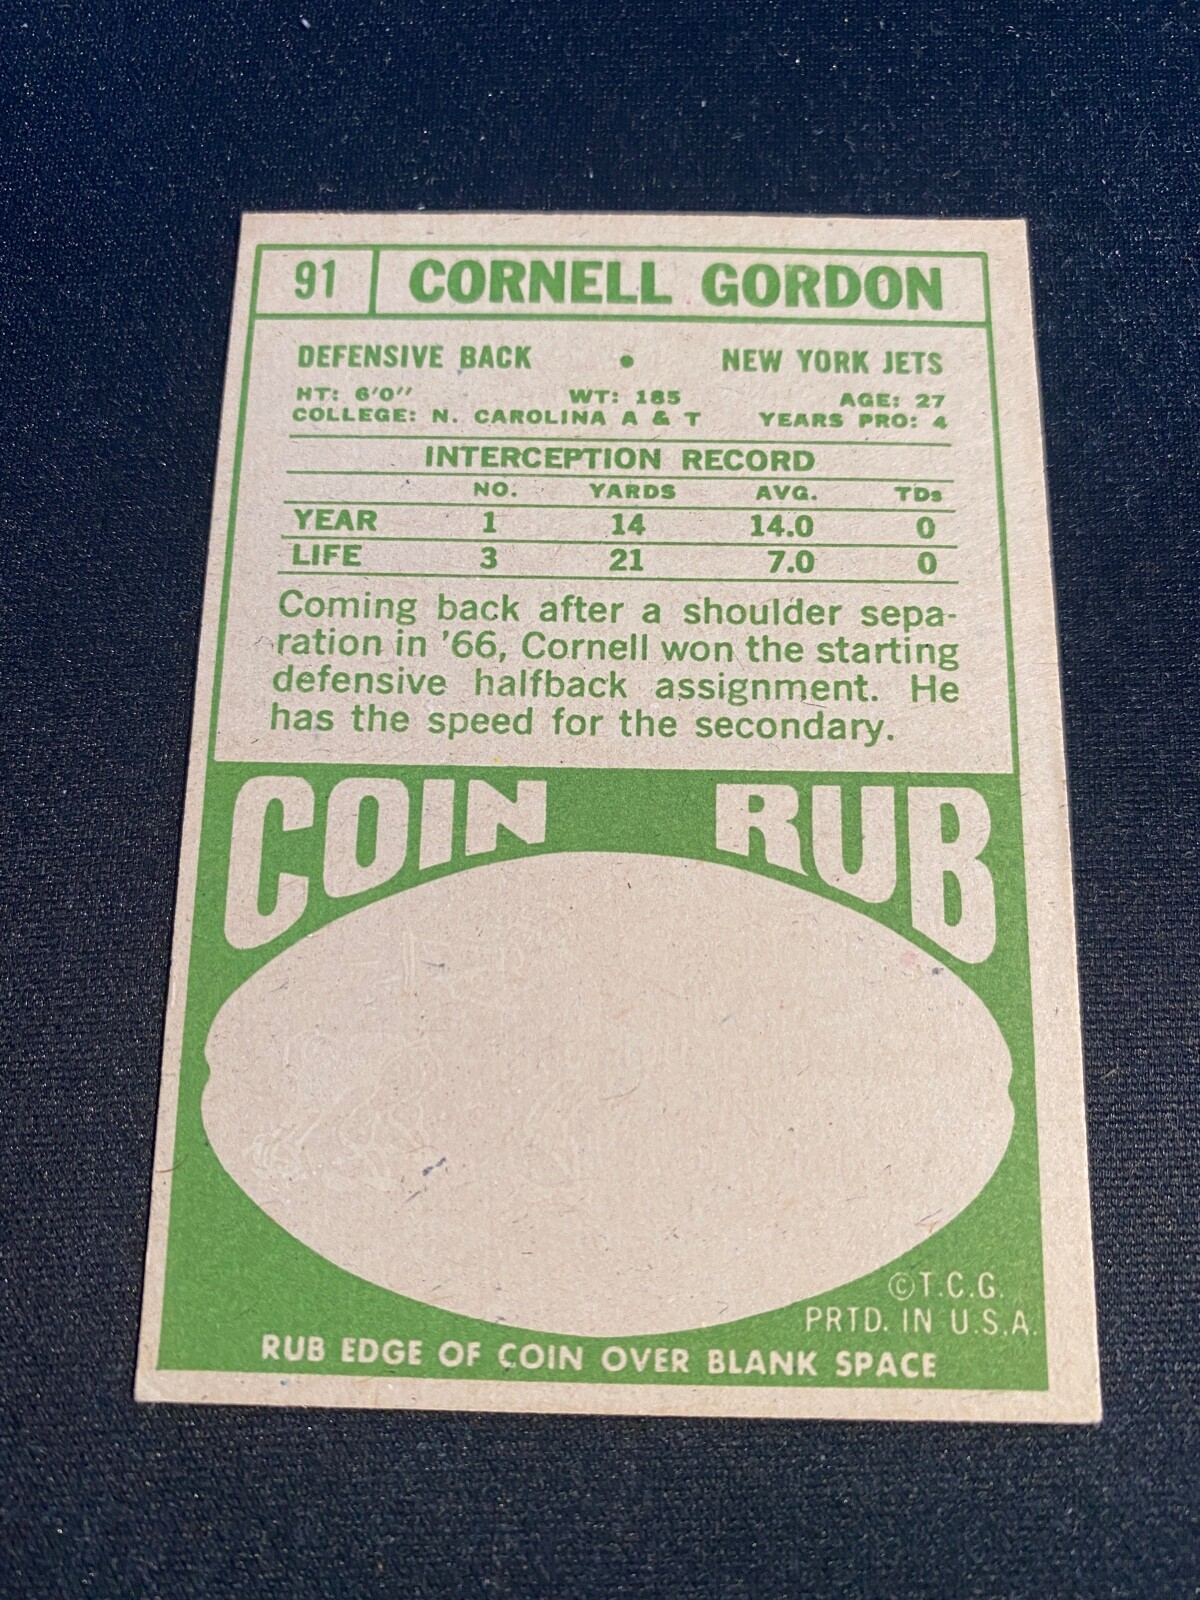 91 CORNELL GORDON
DEFENSIVE BACK • NEW YORK JETS
HT: 6'0" WT: 185 AGE: 27
COLLEGE: N. CAROLINA A & T YEARS PRO: 4
INTERCEPTION RECORD
NO. YARDS AVG. TDs
YEAR 1 14 14.0 0
LIFE 3 21 7.0 0
Coming back after a shoulder sepa-
ration in '66, Cornell won the starting
defensive halfback assignment. He
has the speed for the secondary.
COIN RUB
©T.C.G.
PRTD. IN U.S.A.
RUB EDGE OF COIN OVER BLANK SPACE